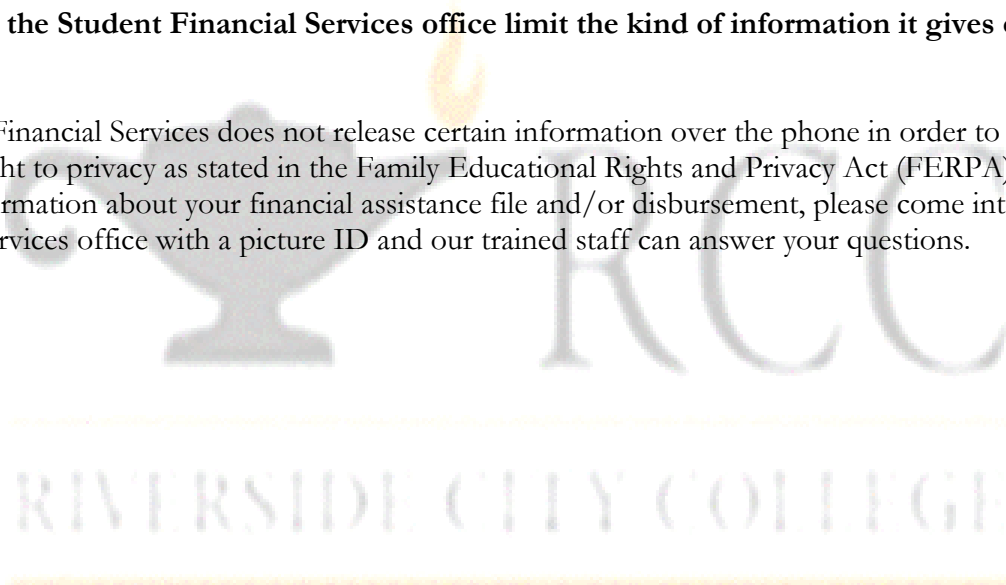 the Student Financial Services office limit the kind of information it gives
Financial Services does not release certain information over the phone in order to
ht to privacy as stated in the Family Educational Rights and Privacy Act (FERPA)
rmation about your financial assistance file and/or disbursement, please come int
rvices office with a picture ID and our trained staff can answer your questions.
RCC
RIVERSIDE CITY COLLEGE